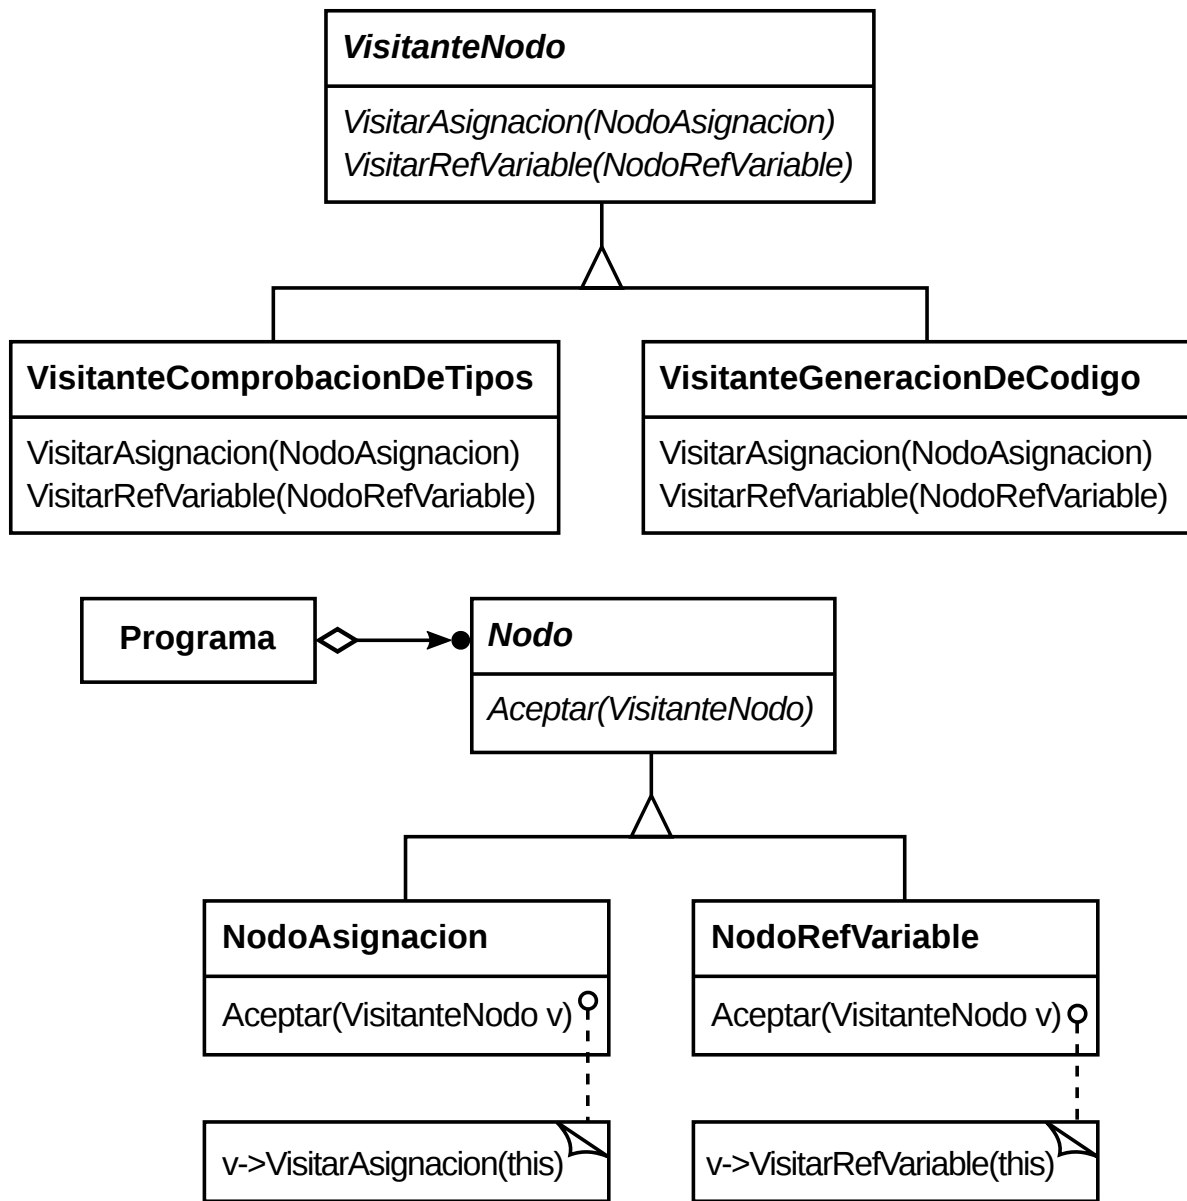 VisitanteNodo
VisitarAsignacion(NodoAsignacion)
VisitarRefVariable(NodoRefVariable)
VisitanteComprobacionDeTipos
VisitarAsignacion(NodoAsignacion)
VisitarRefVariable(NodoRefVariable)
VisitanteGeneracionDeCodigo
VisitarAsignacion(NodoAsignacion)
VisitarRefVariable(NodoRefVariable)
Programa
Nodo
Aceptar(VisitanteNodo)
NodoAsignacion
Aceptar(VisitanteNodo v)
v->VisitarAsignacion(this)
NodoRefVariable
Aceptar(VisitanteNodo v)
v->VisitarRefVariable(this)